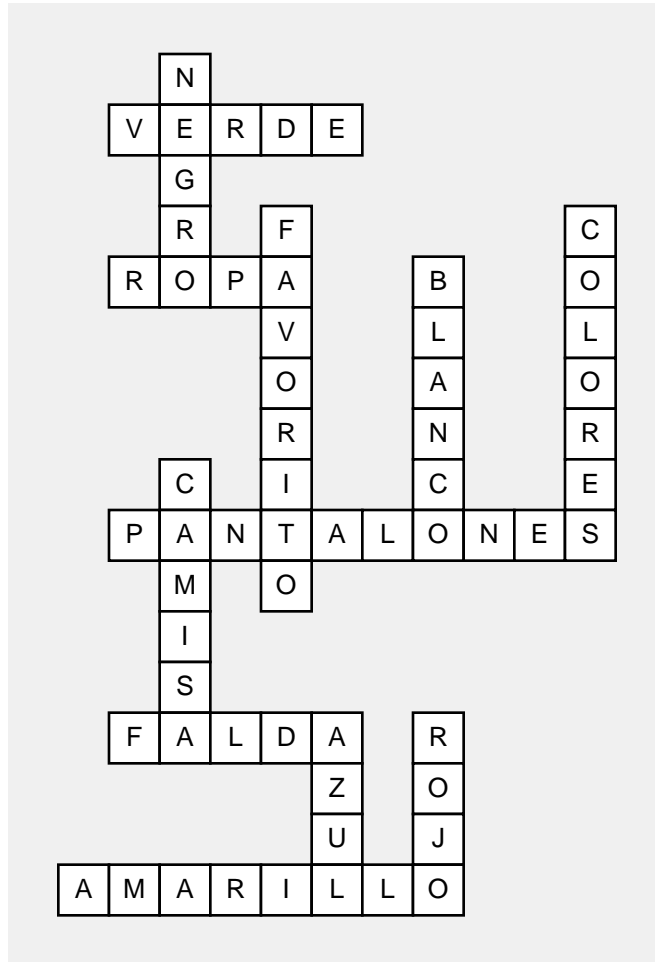 N
V E R D E
G
R F C
R O P A B O
V L L
O A O
R N R
C I C E
P A N T A L O N E S
M O
I
S
F A L D A R
Z O
U J
A M A R I L L O